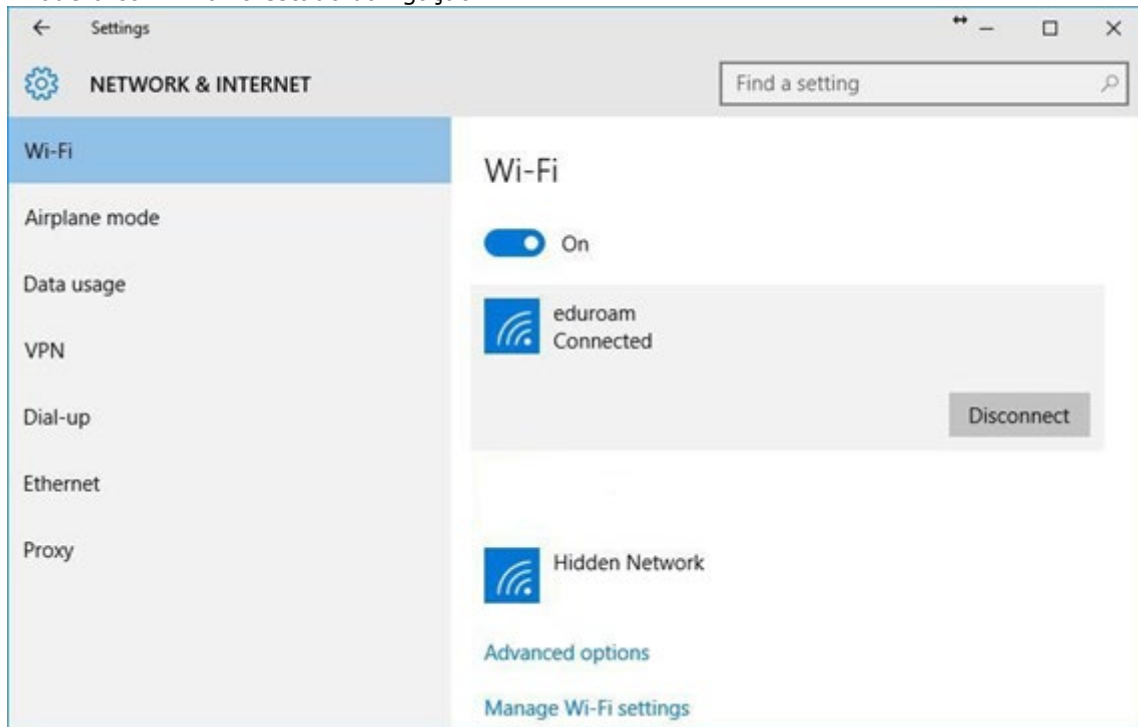 Settings
NETWORK & INTERNET
Find a setting
Wi-Fi
Airplane mode
Data usage
VPN
Dial-up
Ethernet
Proxy
Wi-Fi
On
eduroam
Connected
Disconnect
Hidden Network
Advanced options
Manage Wi-Fi settings